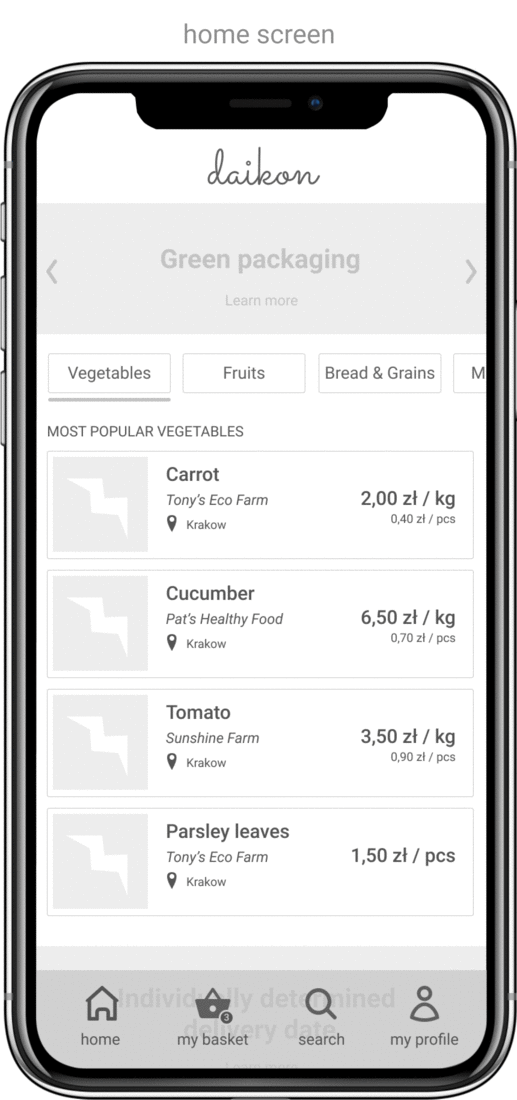 home screen
daikon
Green packaging
Learn more
Vegetables
Fruits
Bread & Grains
M
MOST POPULAR VEGETABLES
Carrot
Tony's Eco Farm
Krakow
2,00 zł / kg
0,40 zł / pcs
Cucumber
Pat's Healthy Food
Krakow
6,50 zł / kg
0,70 zł / pcs
Tomato
Sunshine Farm
Krakow
3,50 zł / kg
0,90 zł / pcs
Parsley leaves
Tony's Eco Farm
Krakow
1,50 zł / pcs
Individually determined
delivery date
Learn more
3
home
my basket
search
my profile